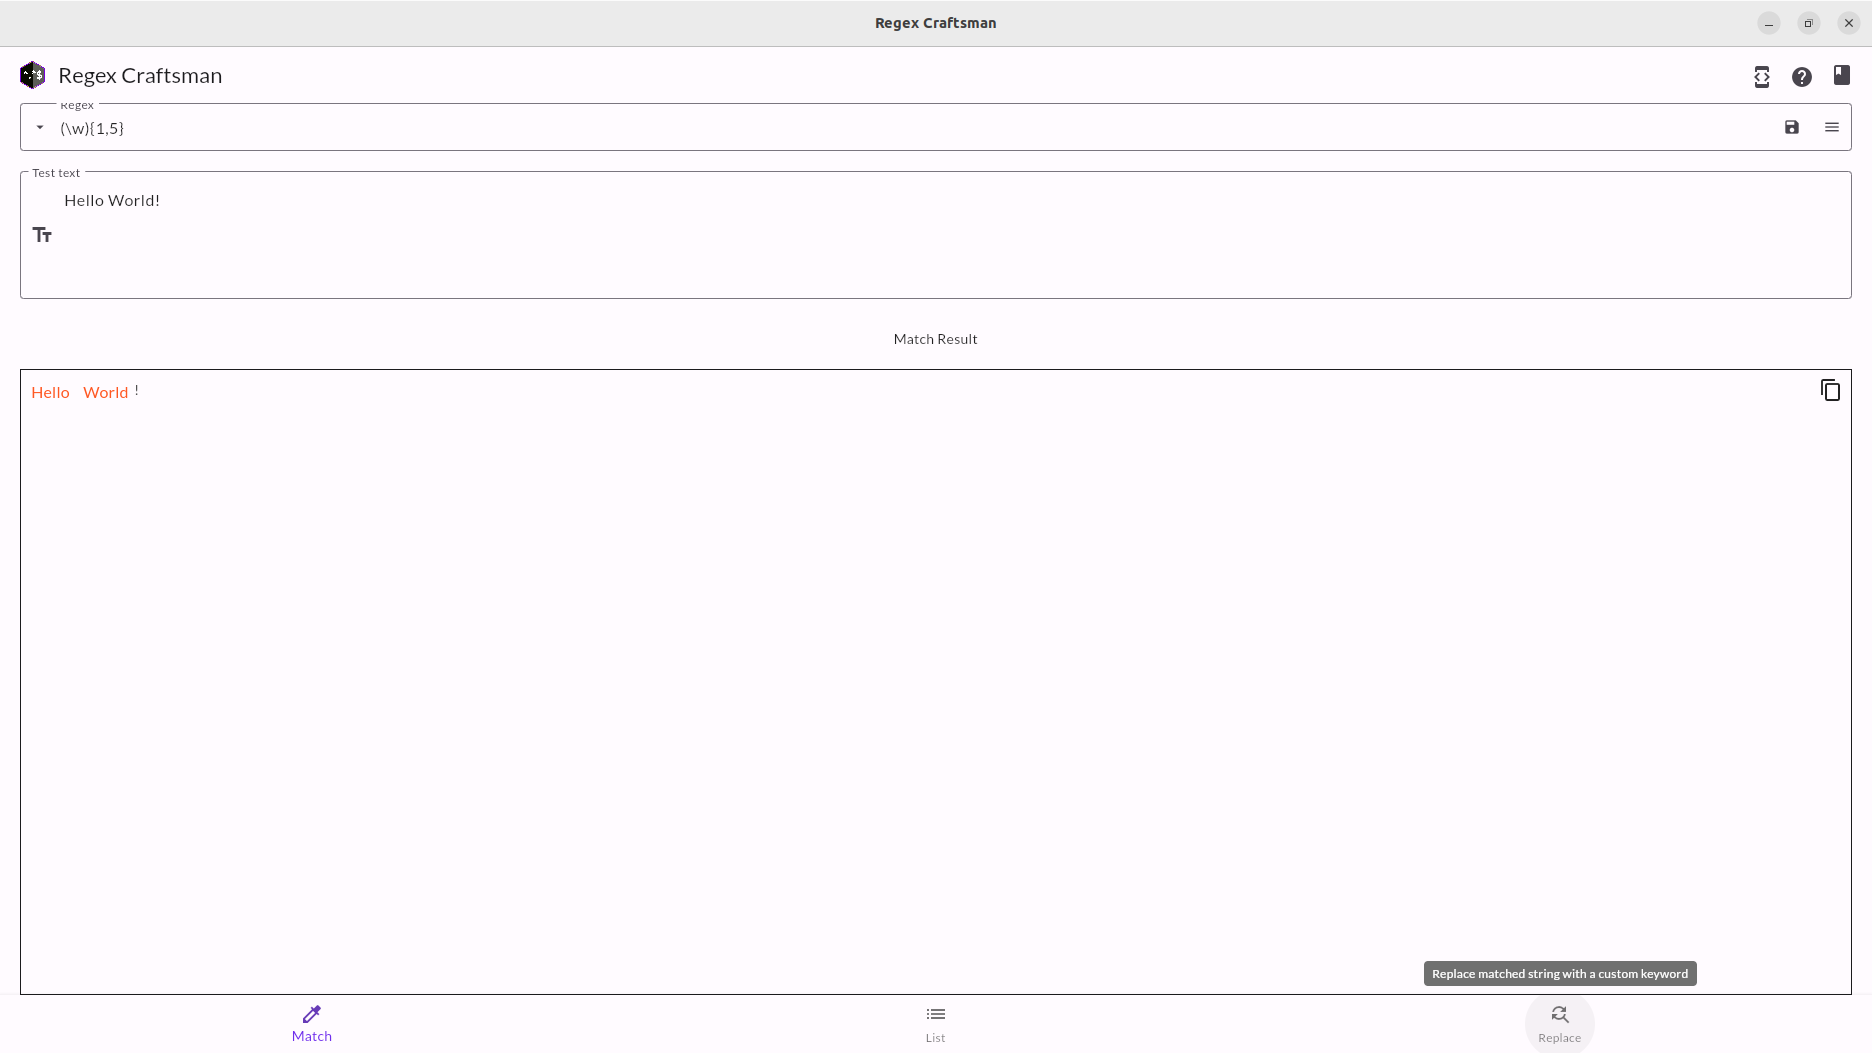 Regex Craftsman
Regex Craftsman
Regex
(\w){1,5}
Test text
Hello World!
Match Result
Hello World !
Replace matched string with a custom keyword
Match
List
Replace